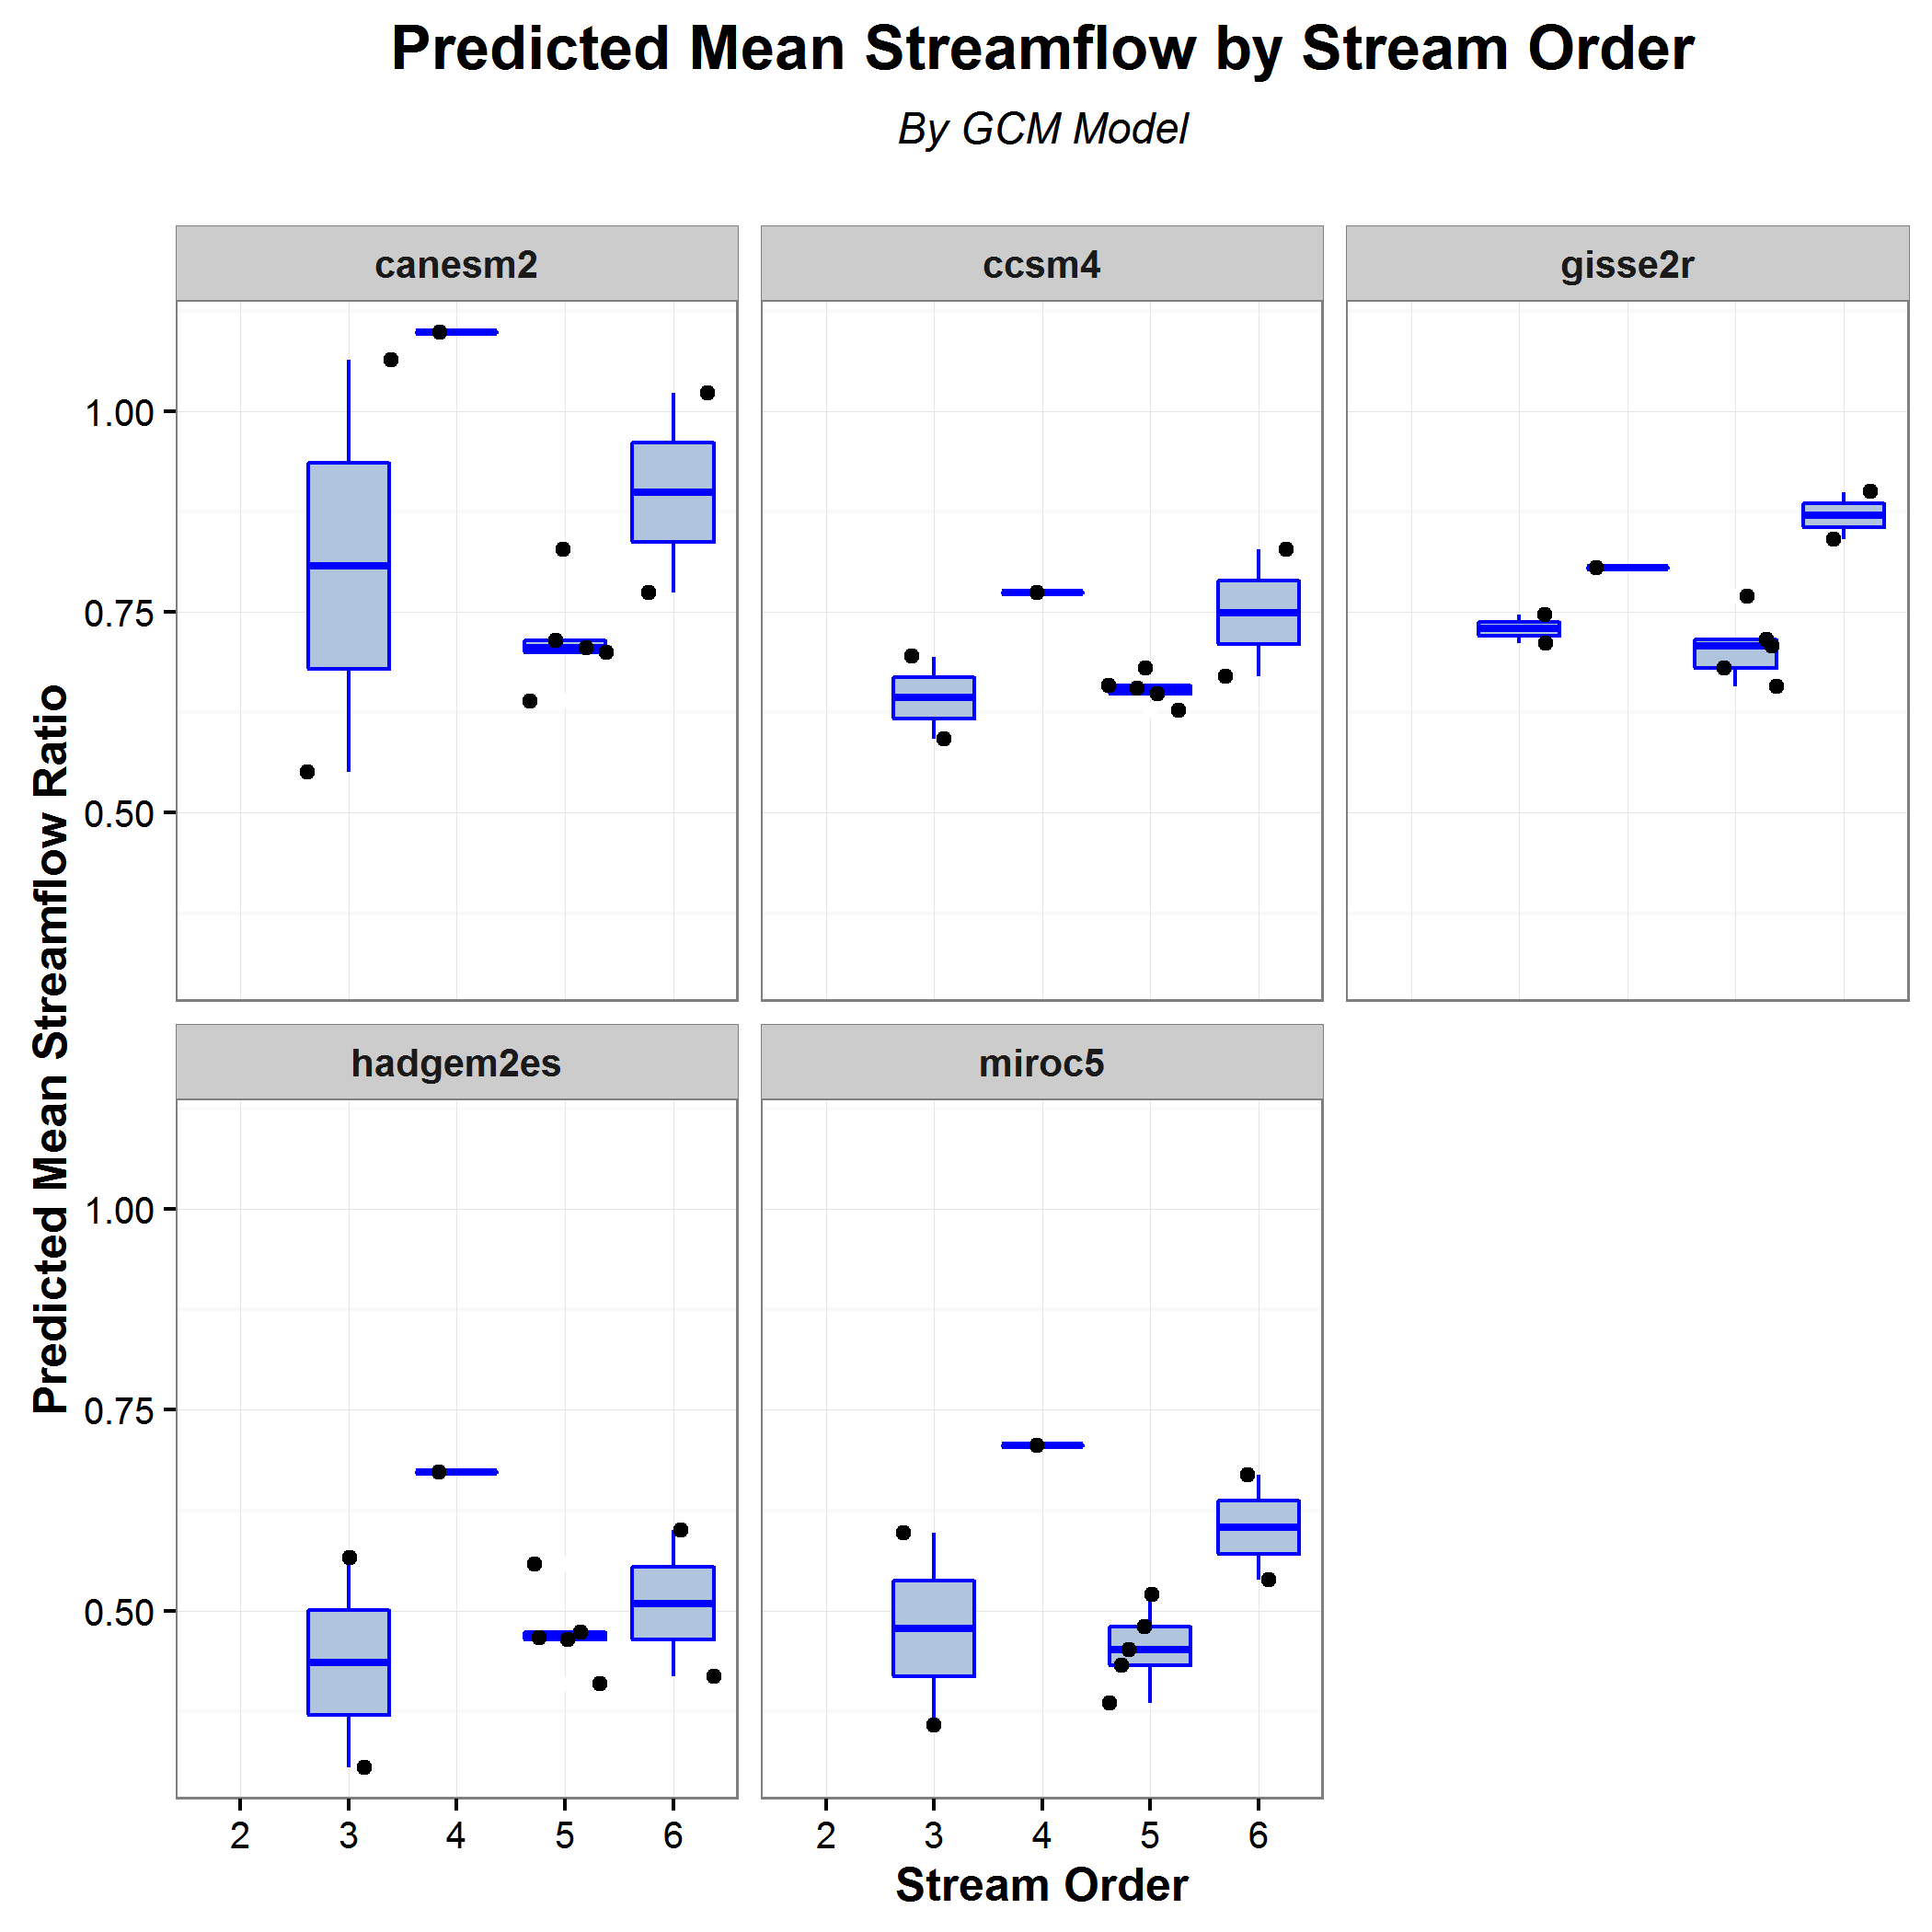 Predicted Mean Streamflow by Stream Order
By GCM Model
canesm2
ccsm4
gisse2r
1.00
0.75
0.50
Predicted Mean Streamflow Ratio
hadgem2es
miroc5
1.00
0.75
0.50
2 3 4 5 6
2 3 4 5 6
Stream Order